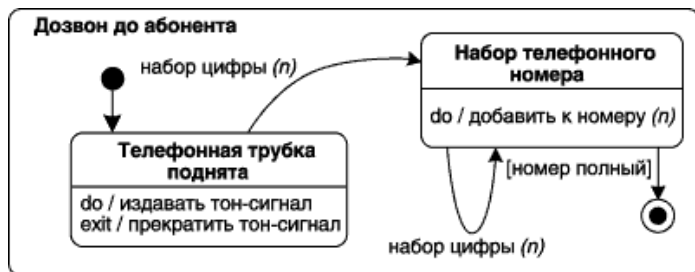 Дозвон до абонента
набор цифры (n)
Телефонная трубка
поднята
do / издавать тон-сигнал
exit / прекратить тон-сигнал
Набор телефонного
номера
do / добавить к номеру (n)
[номер полный]
набор цифры (n)